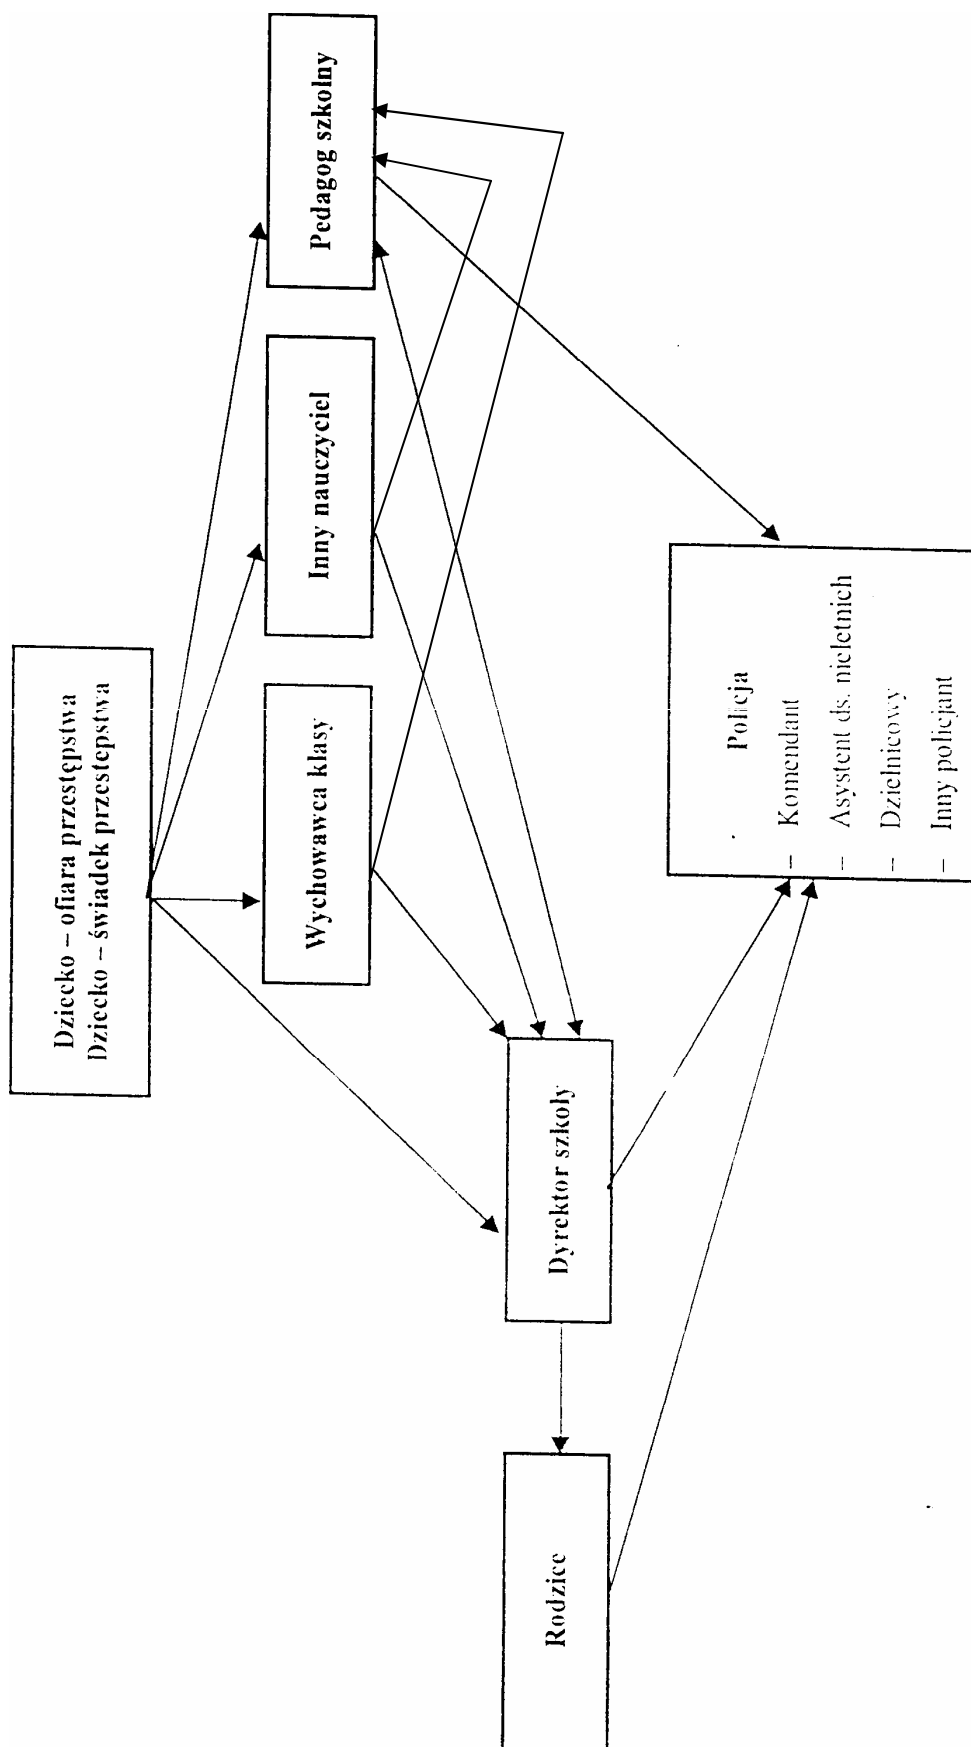 Dziecko – ofiara przestępstwa
Dziecko – świadek przestępstwa
Wychowawca klasy
Inny nauczyciel
Pedagog szkolny
Dyrektor szkoły
Rodzice
Policja
– Komendant
– Asystent ds. nieletnich
– Dzielnicowy
– Inny policjant